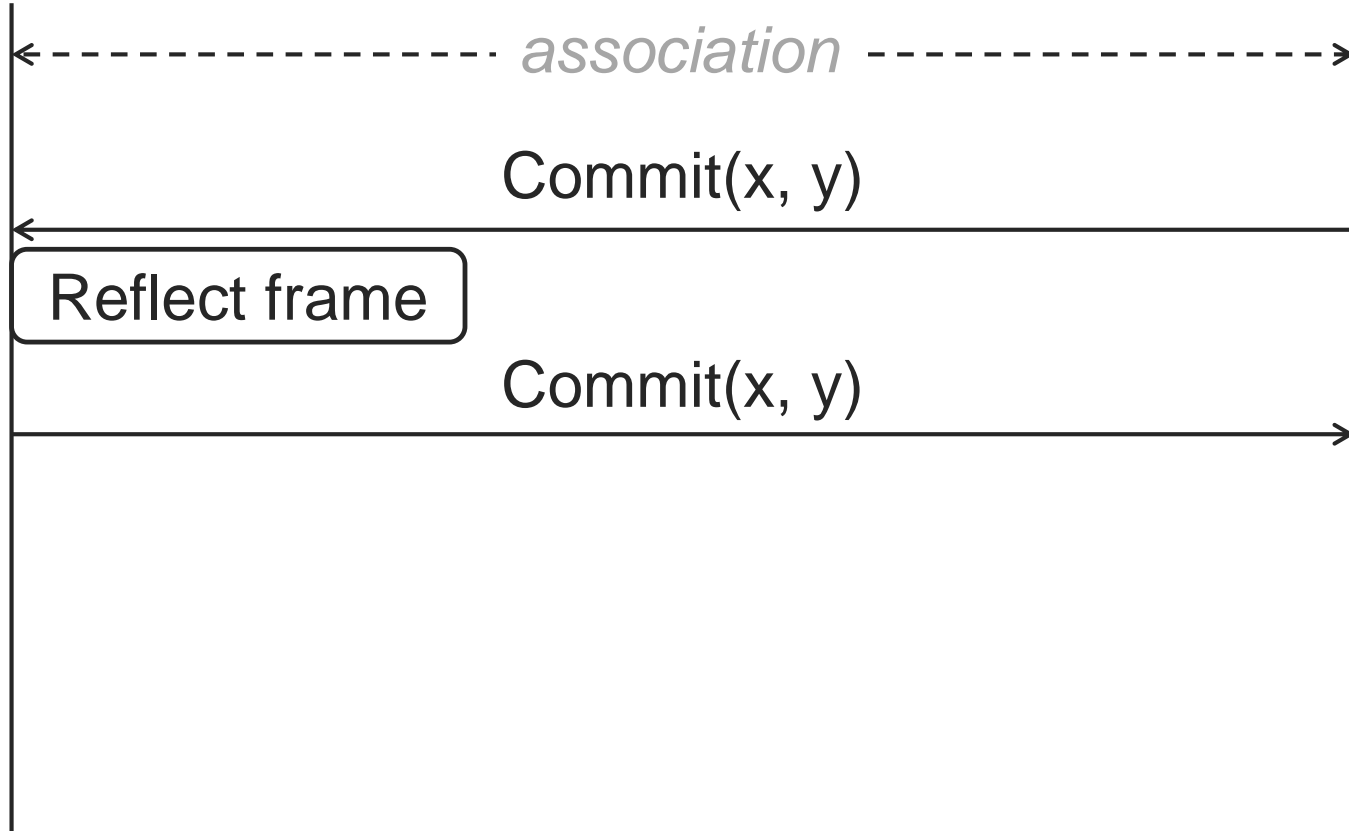 association
Commit(x, y)
Reflect frame
Commit(x, y)